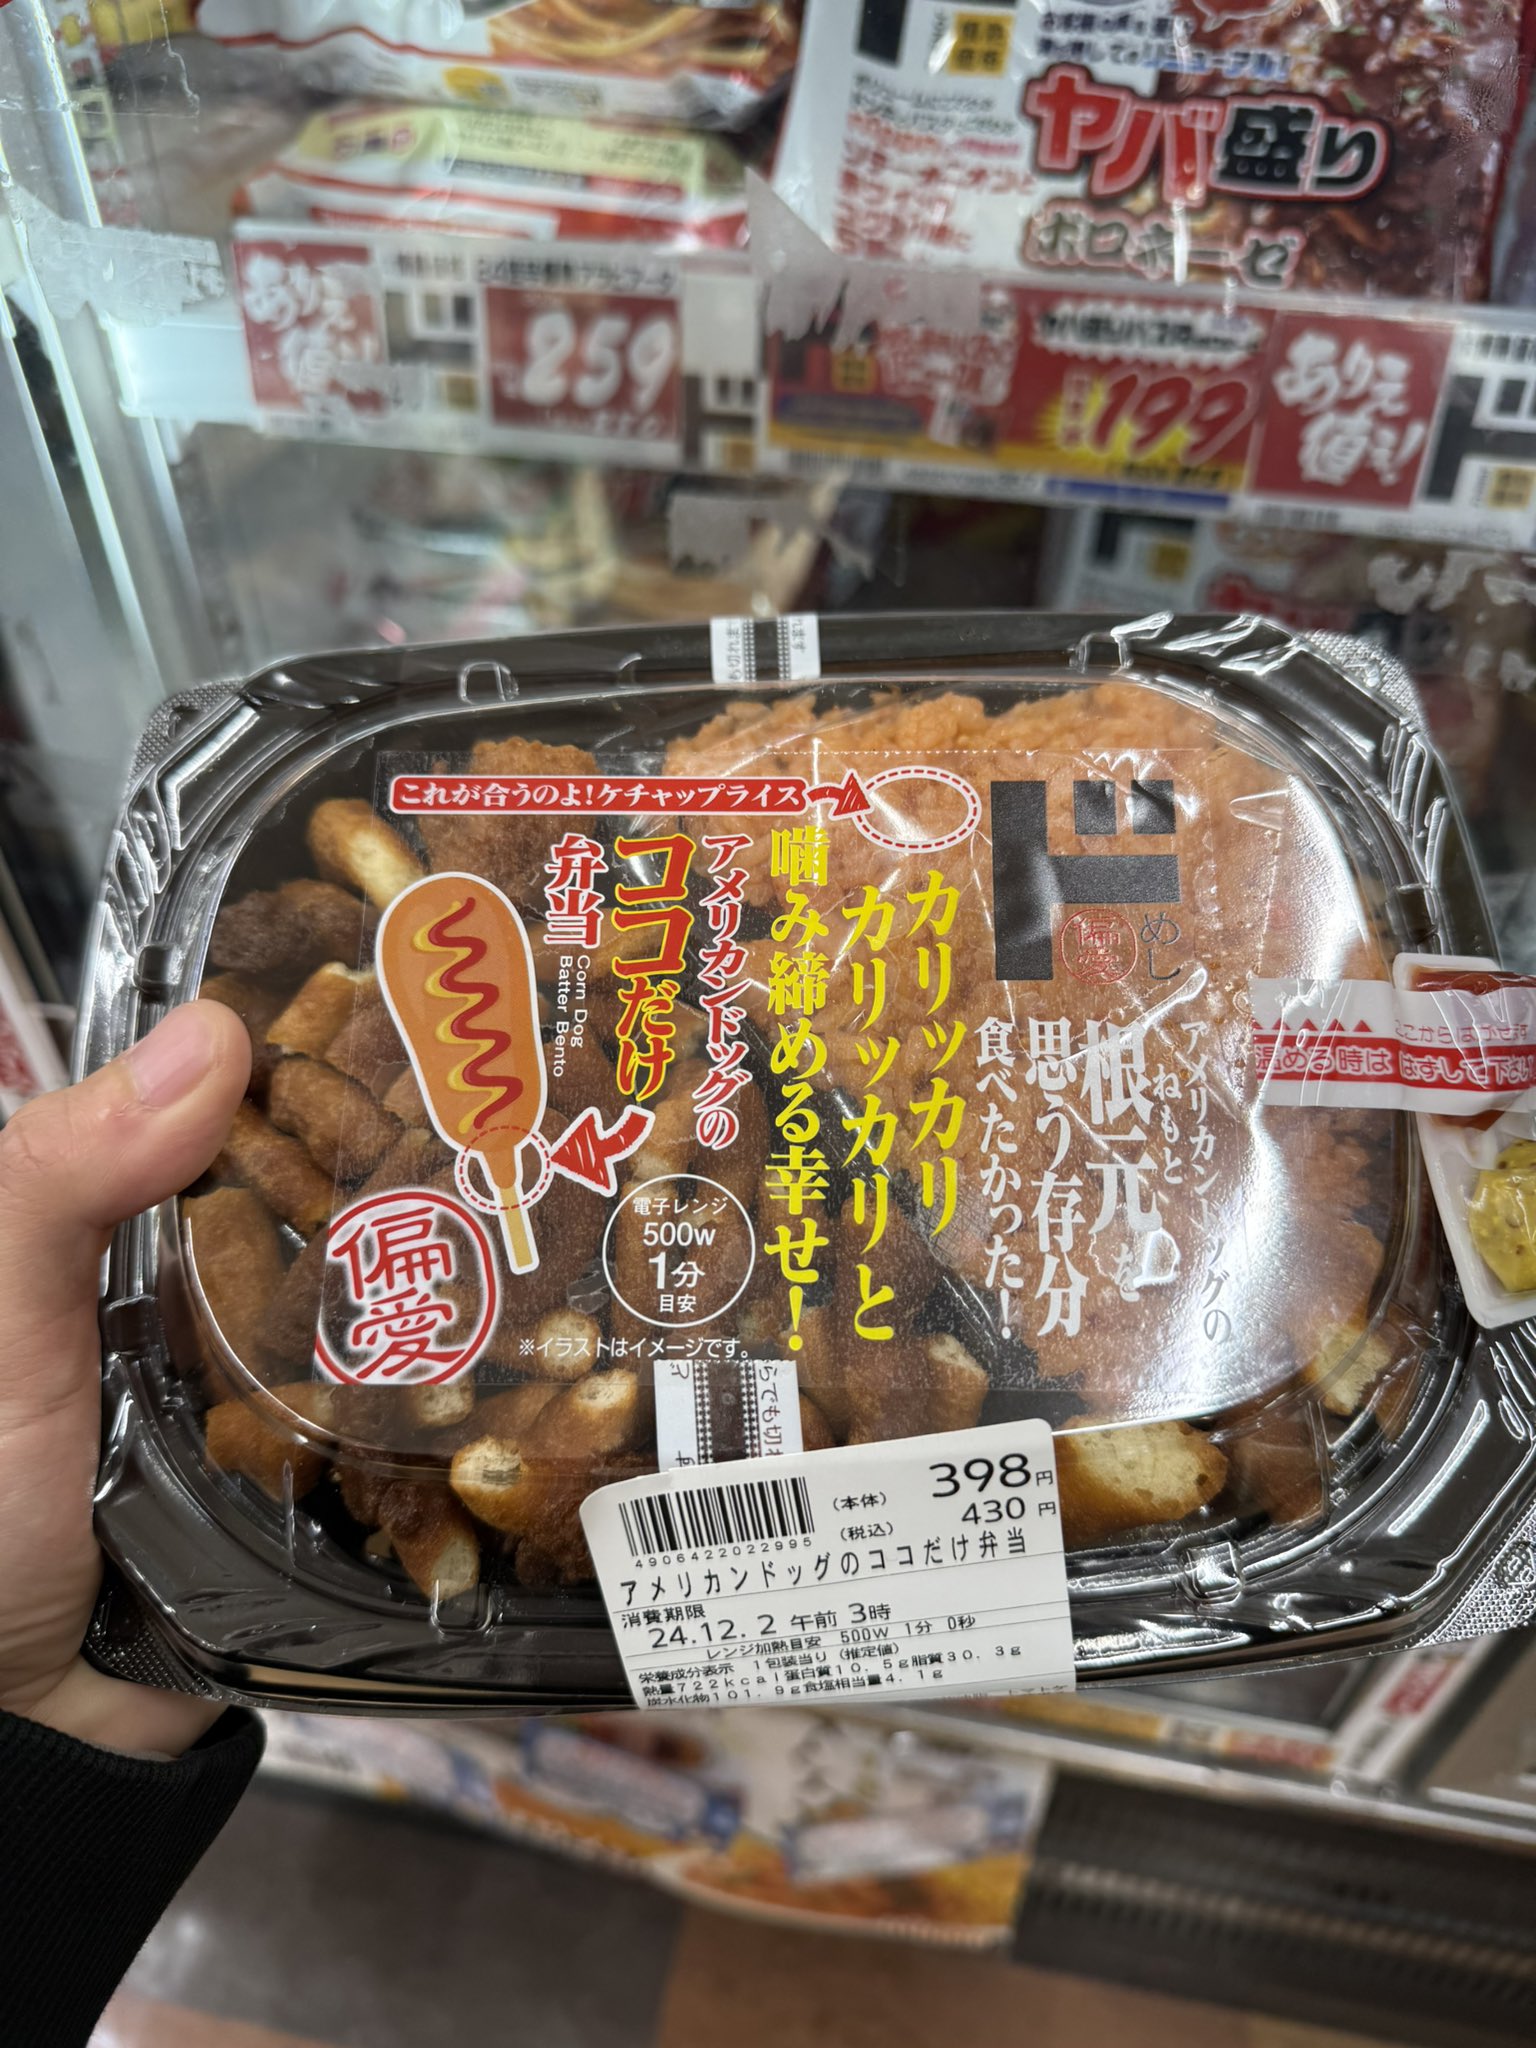 ヤバ盛り
ボロネーゼ
ありえ
値ぇ!
259
199
ありえ
値ぇ!
これが合うのよ!ケチャップライス
ド
めし
偏愛
アメリカンドッグの
ねもと
根元を
思う存分
食べたかった!
カリッカリ
カリッカリと
噛み締める幸せ!
アメリカンドッグの
ココだけ
弁当
Corn Dog
Batter Bento
偏愛
電子レンジ
500w
1分
目安
※イラストはイメージです。
温める時は はずして下さい
らでも切れ
398円
(本体)
430円
(税込)
4906422022995
アメリカンドッグのココだけ弁当
消費期限
24.12.2 午前 3時
レンジ加熱目安 500W 1分 0秒
栄養成分表示 1包装当り(推定値)
熱量722kcal蛋白質10.5g脂質30.3g
炭水化物101.9g食塩相当量4.1g